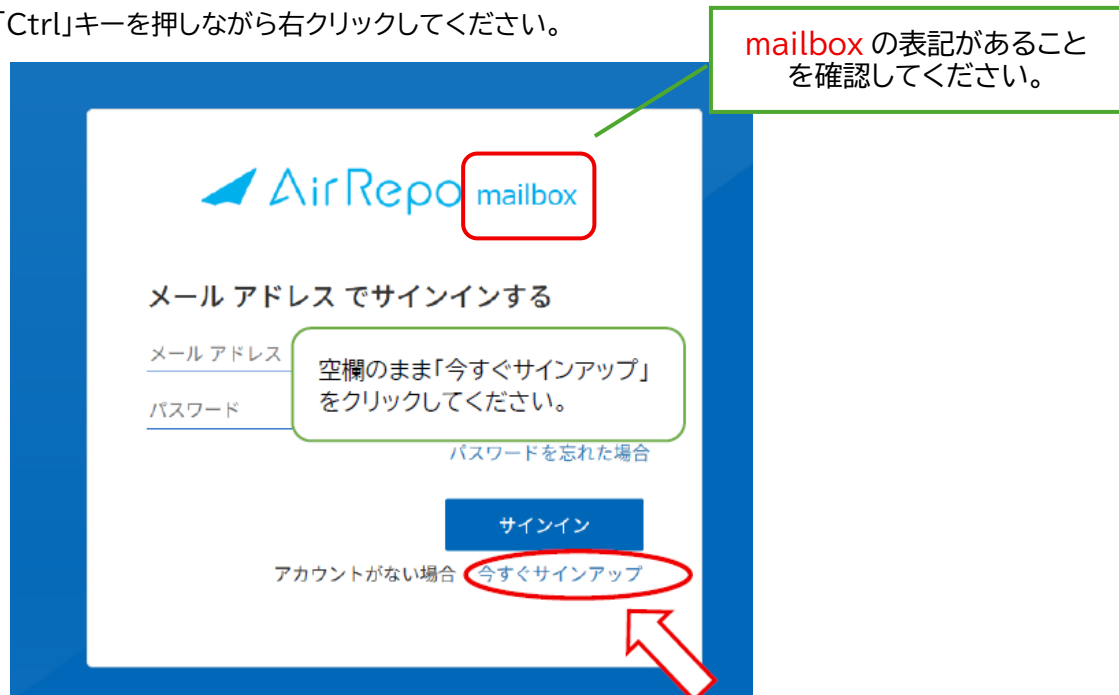 「Ctrl」キーを押しながら右クリックしてください。
mailbox の表記があること
を確認してください。
AirRepo mailbox
メール アドレス でサインインする
メール アドレス
空欄のまま「今すぐサインアップ」
をクリックしてください。
パスワード
パスワードを忘れた場合
サインイン
アカウントがない場合 今すぐサインアップ